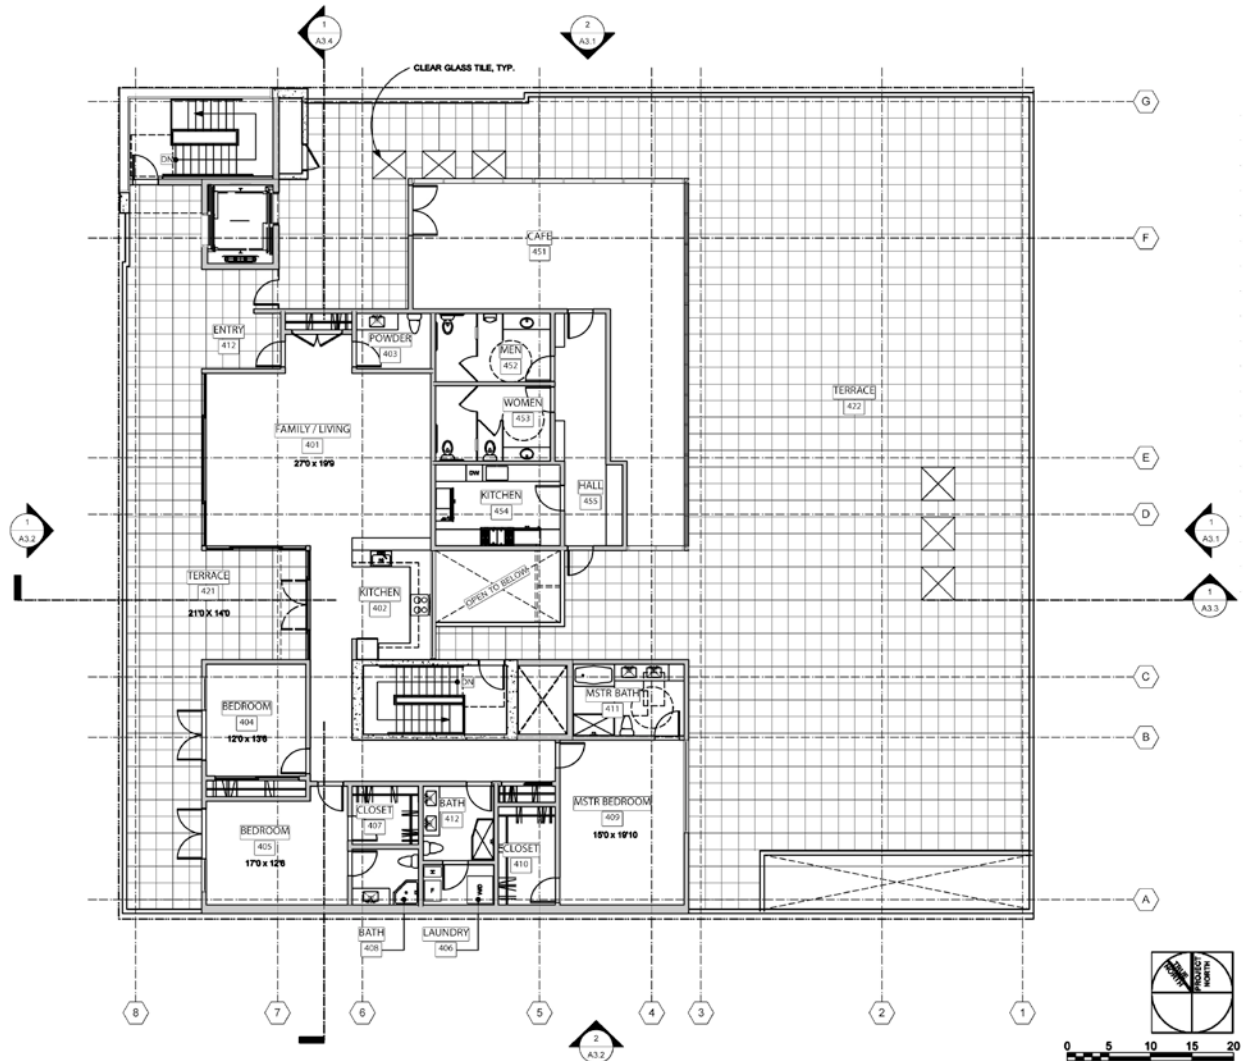 1
A3.4
2
A3.1
CLEAR GLASS TILE, TYP.
G
DN
F
CAFE
451
ENTRY
412
POWDER
403
MEN
452
WOMEN
453
TERRACE
422
FAMILY / LIVING
401
27'0 x 19'9
E
DW
KITCHEN
454
HALL
455
D
1
A3.2
1
A3.1
OPEN TO BELOW
TERRACE
421
21'0 X 14'0
KITCHEN
402
1
A3.3
C
DN
MSTR BATH
411
BEDROOM
404
12'0 x 13'6
B
CLOSET
407
BATH
412
MSTR BEDROOM
409
15'0 x 19'10
BEDROOM
405
17'0 x 12'6
CLOSET
410
F
A
BATH
408
LAUNDRY
406
TRUE
NORTH
PROJECT
NORTH
8
7
6
5
4
3
2
1
2
A3.2
0 5 10 15 20